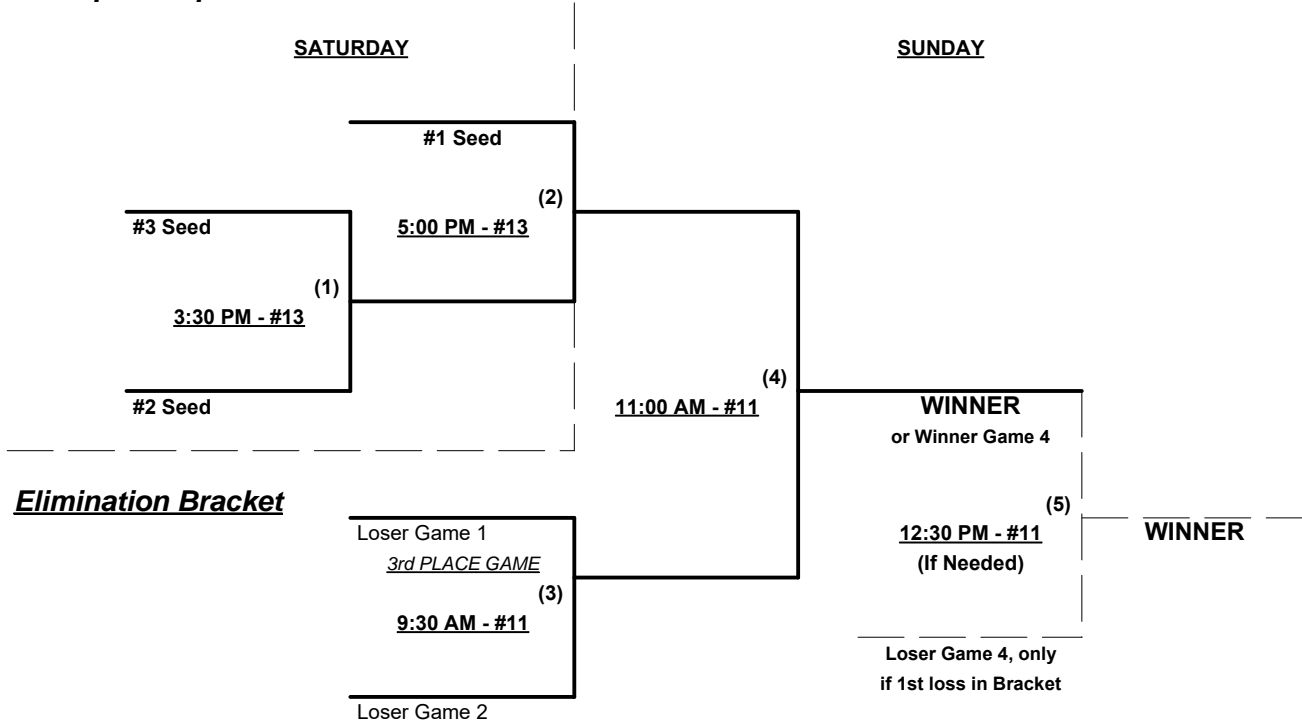 SATURDAY
SUNDAY
#1 Seed
(2)
#3 Seed
5:00 PM - #13
(1)
3:30 PM - #13
(4)
#2 Seed
11:00 AM - #11
WINNER
or Winner Game 4
Elimination Bracket
(5)
Loser Game 1
12:30 PM - #11
WINNER
3rd PLACE GAME
(If Needed)
(3)
9:30 AM - #11
Loser Game 4, only
if 1st loss in Bracket
Loser Game 2